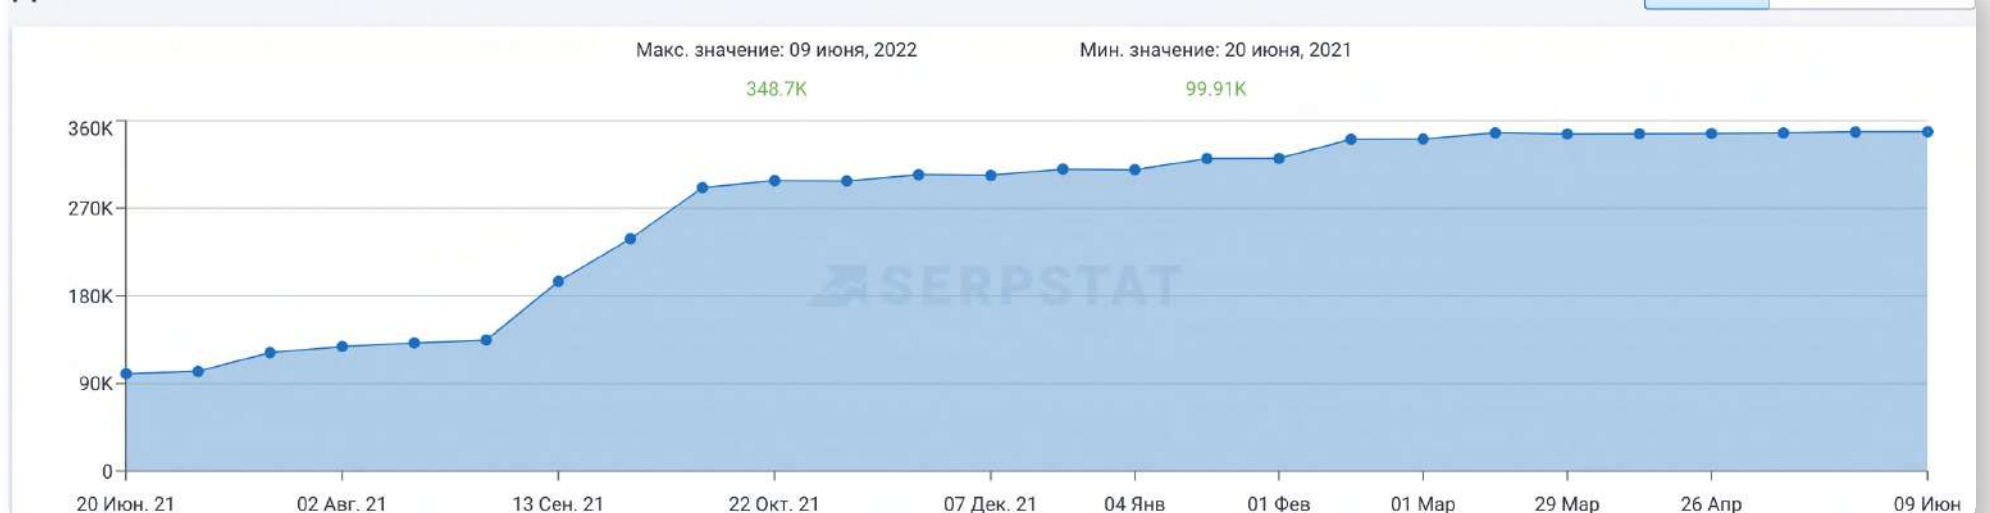 Макс. значение: 09 июня, 2022
Мин. значение: 20 июня, 2021
348.7K
99.91K
360K
270K
180K
90K
0
SERPSTAT
20 Июн. 21
02 Авг. 21
13 Сен. 21
22 Окт. 21
07 Дек. 21
04 Янв
01 Фев
01 Мар
29 Мар
26 Апр
09 Июн